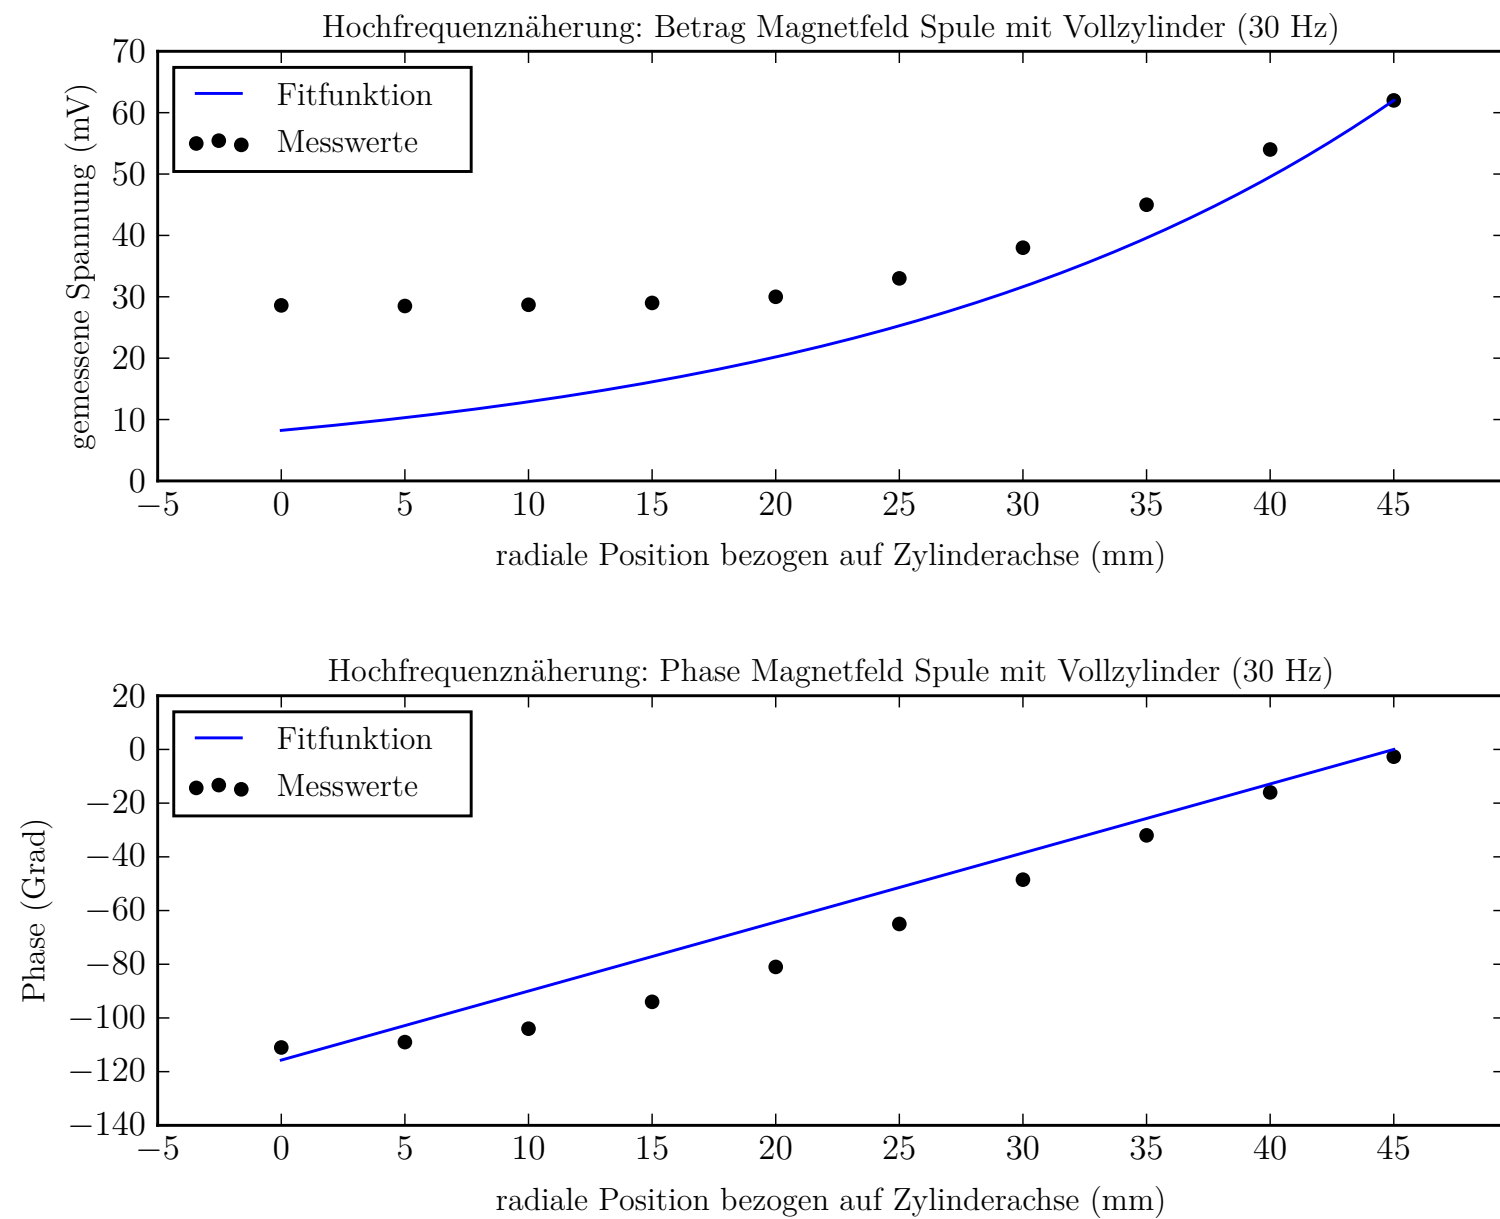 Hochfrequenznäherung: Betrag Magnetfeld Spule mit Vollzylinder (30 Hz)
gemessene Spannung (mV)
70
60
50
40
30
20
10
0
Fitfunktion
Messwerte
−5 0 5 10 15 20 25 30 35 40 45
radiale Position bezogen auf Zylinderachse (mm)
Hochfrequenznäherung: Phase Magnetfeld Spule mit Vollzylinder (30 Hz)
Phase (Grad)
20
0
−20
−40
−60
−80
−100
−120
−140
Fitfunktion
Messwerte
−5 0 5 10 15 20 25 30 35 40 45
radiale Position bezogen auf Zylinderachse (mm)